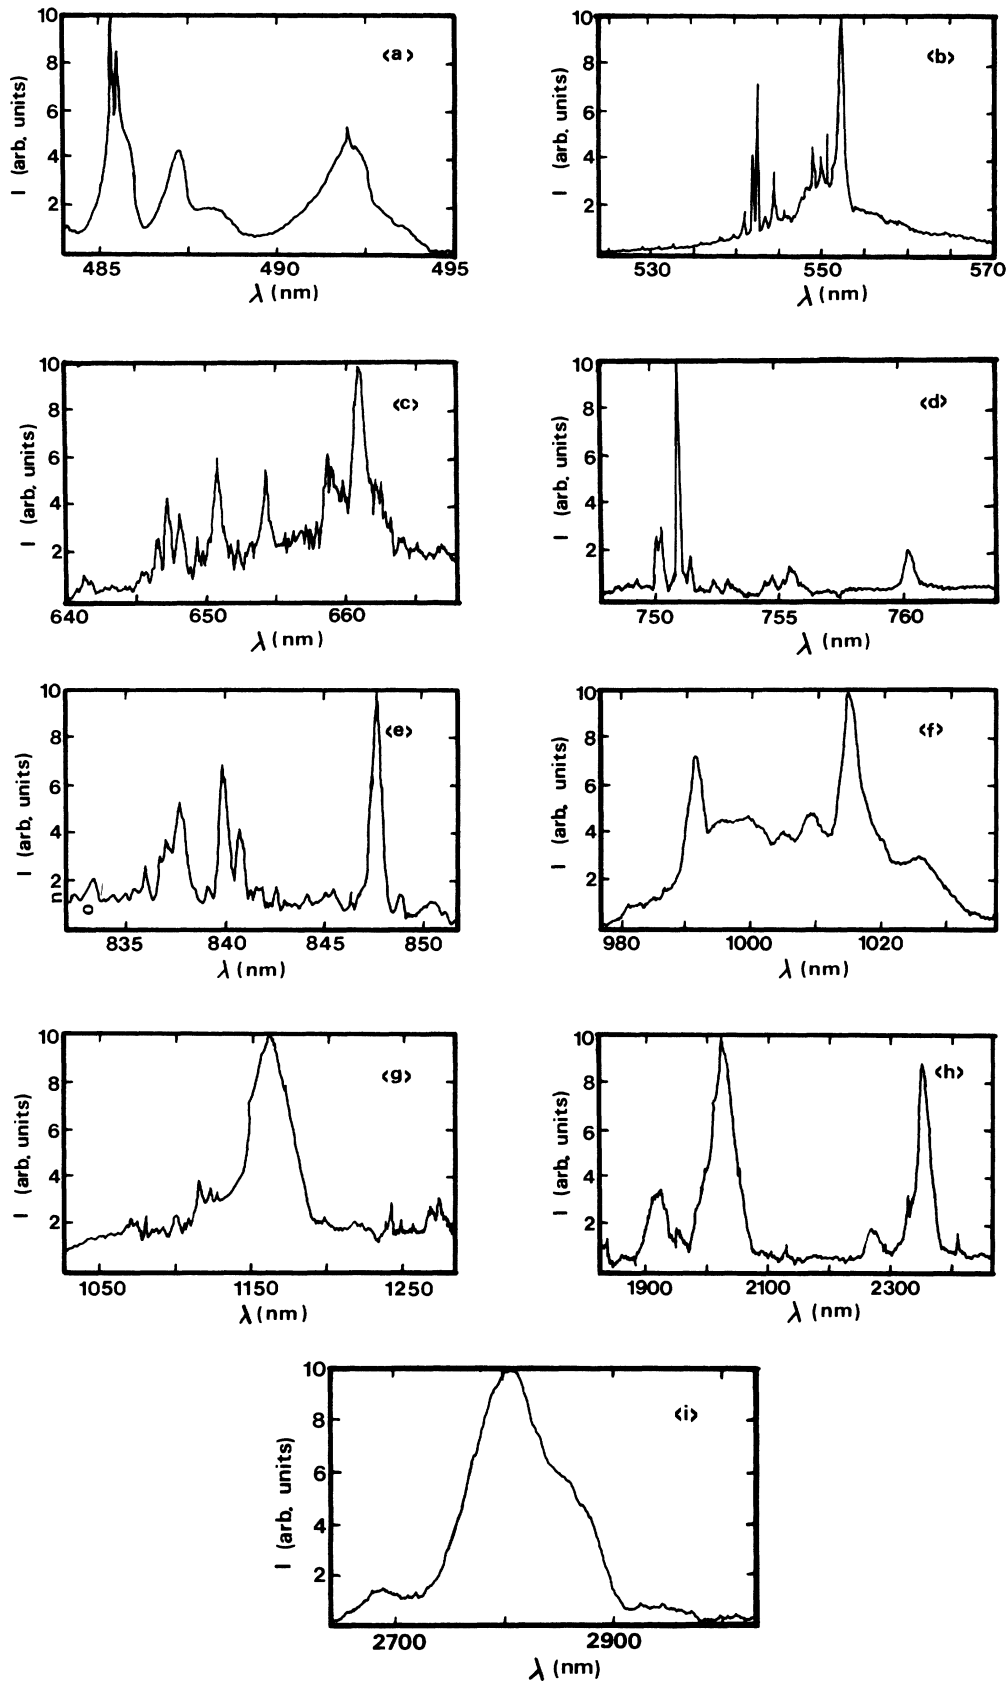 10
8
6
4
2
I (arb. units)
<a>
485 490 495
λ (nm)
10
8
6
4
2
I (arb. units)
<b>
530 550 570
λ (nm)
10
8
6
4
2
I (arb. units)
<c>
640 650 660
λ (nm)
10
8
6
4
2
I (arb. units)
<d>
750 755 760
λ (nm)
10
8
6
4
2
I (arb. units)
<e>
835 840 845 850
λ (nm)
10
8
6
4
2
I (arb. units)
<f>
980 1000 1020
λ (nm)
10
8
6
4
2
I (arb. units)
<g>
1050 1150 1250
λ (nm)
10
8
6
4
2
I (arb. units)
<h>
1900 2100 2300
λ (nm)
10
8
6
4
2
I (arb. units)
<i>
2700 2900
λ (nm)